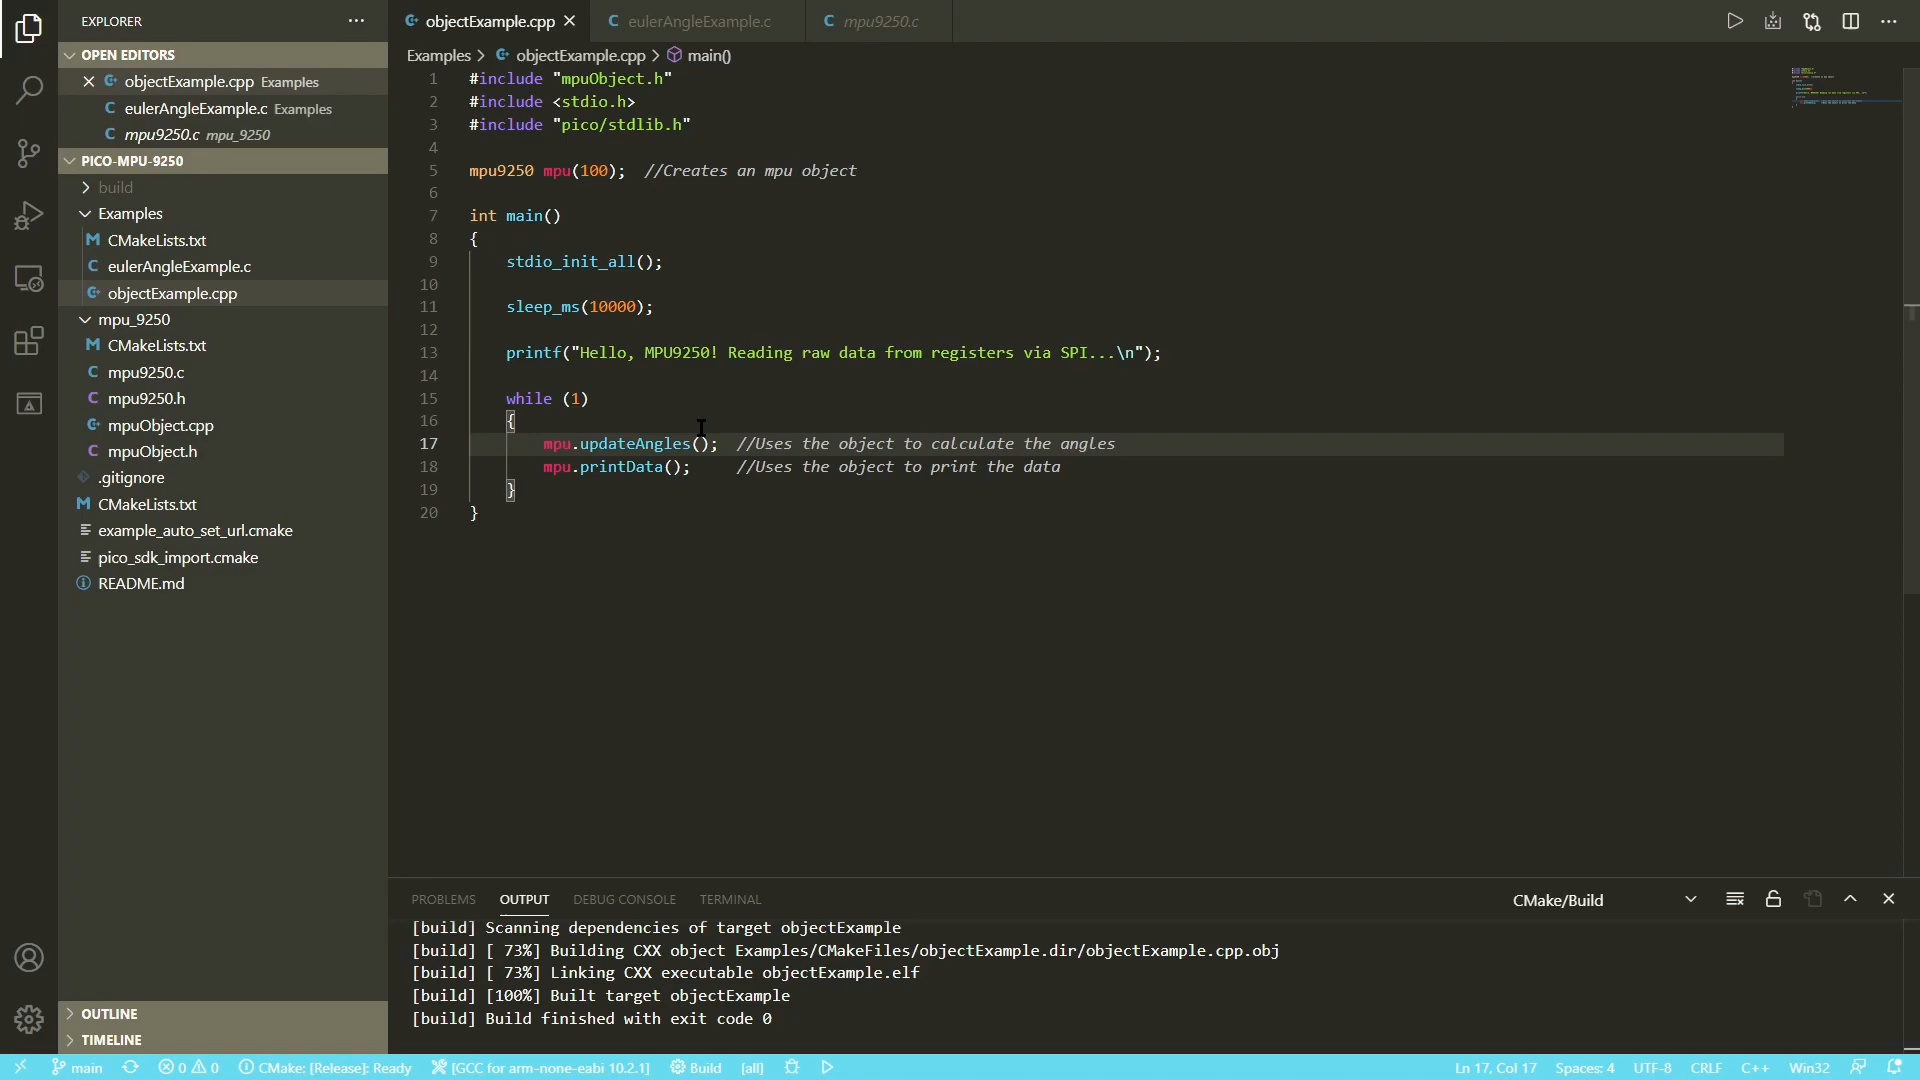 EXPLORER
OPEN EDITORS
objectExample.cpp Examples
eulerAngleExample.c Examples
mpu9250.c mpu_9250
PICO-MPU-9250
build
Examples
CMakeLists.txt
eulerAngleExample.c
objectExample.cpp
mpu_9250
CMakeLists.txt
mpu9250.c
mpu9250.h
mpuObject.cpp
mpuObject.h
.gitignore
CMakeLists.txt
example_auto_set_url.cmake
pico_sdk_import.cmake
README.md
OUTLINE
TIMELINE
objectExample.cpp eulerAngleExample.c mpu9250.c
Examples > objectExample.cpp > main()
1 #include "mpuObject.h"
2 #include <stdio.h>
3 #include "pico/stdlib.h"
4
5 mpu9250 mpu(100); //Creates an mpu object
6
7 int main()
8 {
9 stdio_init_all();
10
11 sleep_ms(10000);
12
13 printf("Hello, MPU9250! Reading raw data from registers via SPI...\n");
14
15 while (1)
16 {
17 mpu.updateAngles(); //Uses the object to calculate the angles
18 mpu.printData(); //Uses the object to print the data
19 }
20 }
PROBLEMS OUTPUT DEBUG CONSOLE TERMINAL CMake/Build
[build] Scanning dependencies of target objectExample
[build] [ 73%] Building CXX object Examples/CMakeFiles/objectExample.dir/objectExample.cpp.obj
[build] [ 73%] Linking CXX executable objectExample.elf
[build] [100%] Built target objectExample
[build] Build finished with exit code 0
main 0 0 CMake: [Release]: Ready [GCC for arm-none-eabi 10.2.1] Build [all] Ln 17, Col 17 Spaces: 4 UTF-8 CRLF C++ Win32